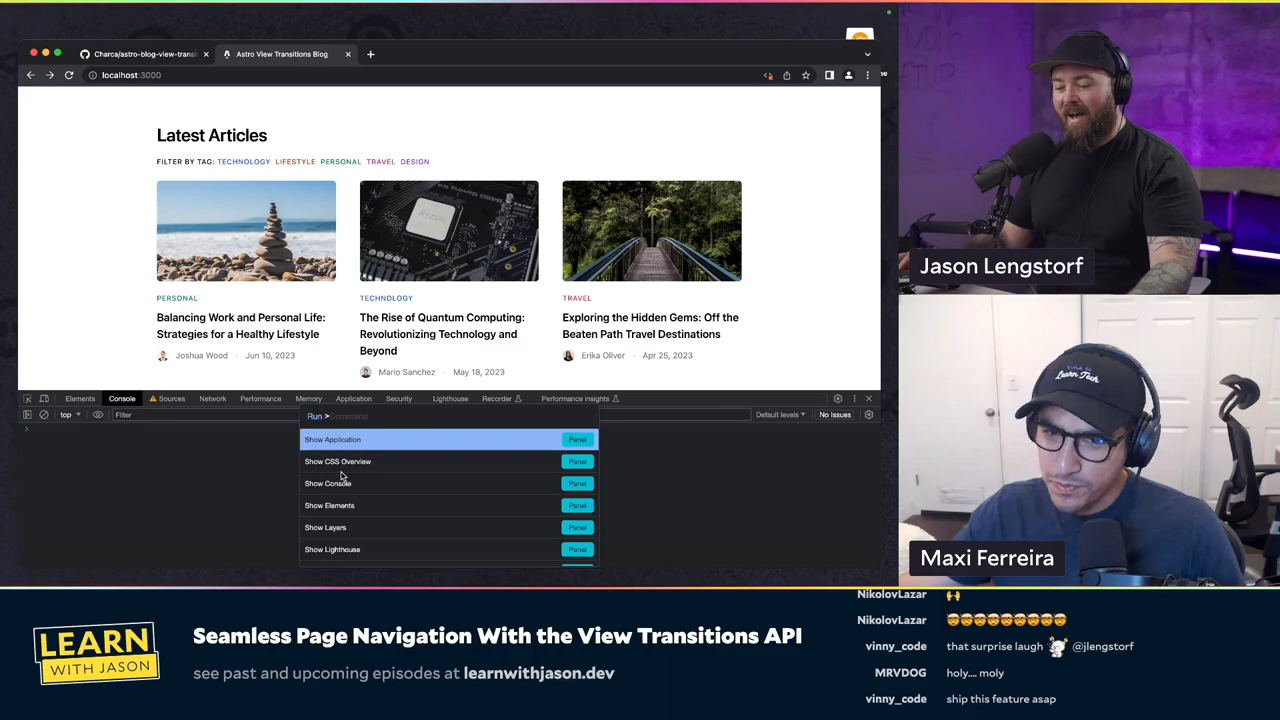 Charca/astro-blog-view-transi
Astro View Transitions Blog
localhost:3000
Latest Articles
FILTER BY TAG: TECHNOLOGY LIFESTYLE PERSONAL TRAVEL DESIGN
RYZEN
PERSONAL
Balancing Work and Personal Life:
Strategies for a Healthy Lifestyle
Joshua Wood · Jun 10, 2023
TECHNOLOGY
The Rise of Quantum Computing:
Revolutionizing Technology and
Beyond
Mario Sanchez · May 18, 2023
TRAVEL
Exploring the Hidden Gems: Off the
Beaten Path Travel Destinations
Erika Oliver · Apr 25, 2023
Elements Console Sources Network Performance Memory Application Security Lighthouse Recorder Performance insights
top Filter Default levels No Issues
Run >Command
Show Application Panel
Show CSS Overview Panel
Show Console Panel
Show Elements Panel
Show Layers Panel
Show Lighthouse Panel
Jason Lengstorf
Learn Tech
Maxi Ferreira
LEARN
WITH JASON
Seamless Page Navigation With the View Transitions API
see past and upcoming episodes at learnwithjason.dev
NikolovLazar 🙌
NikolovLazar 🤯🤯🤯🤯🤯🤯🤯🤯🤯
vinny_code that surprise laugh @jlengstorf
MRVDOG holy.... moly
vinny_code ship this feature asap